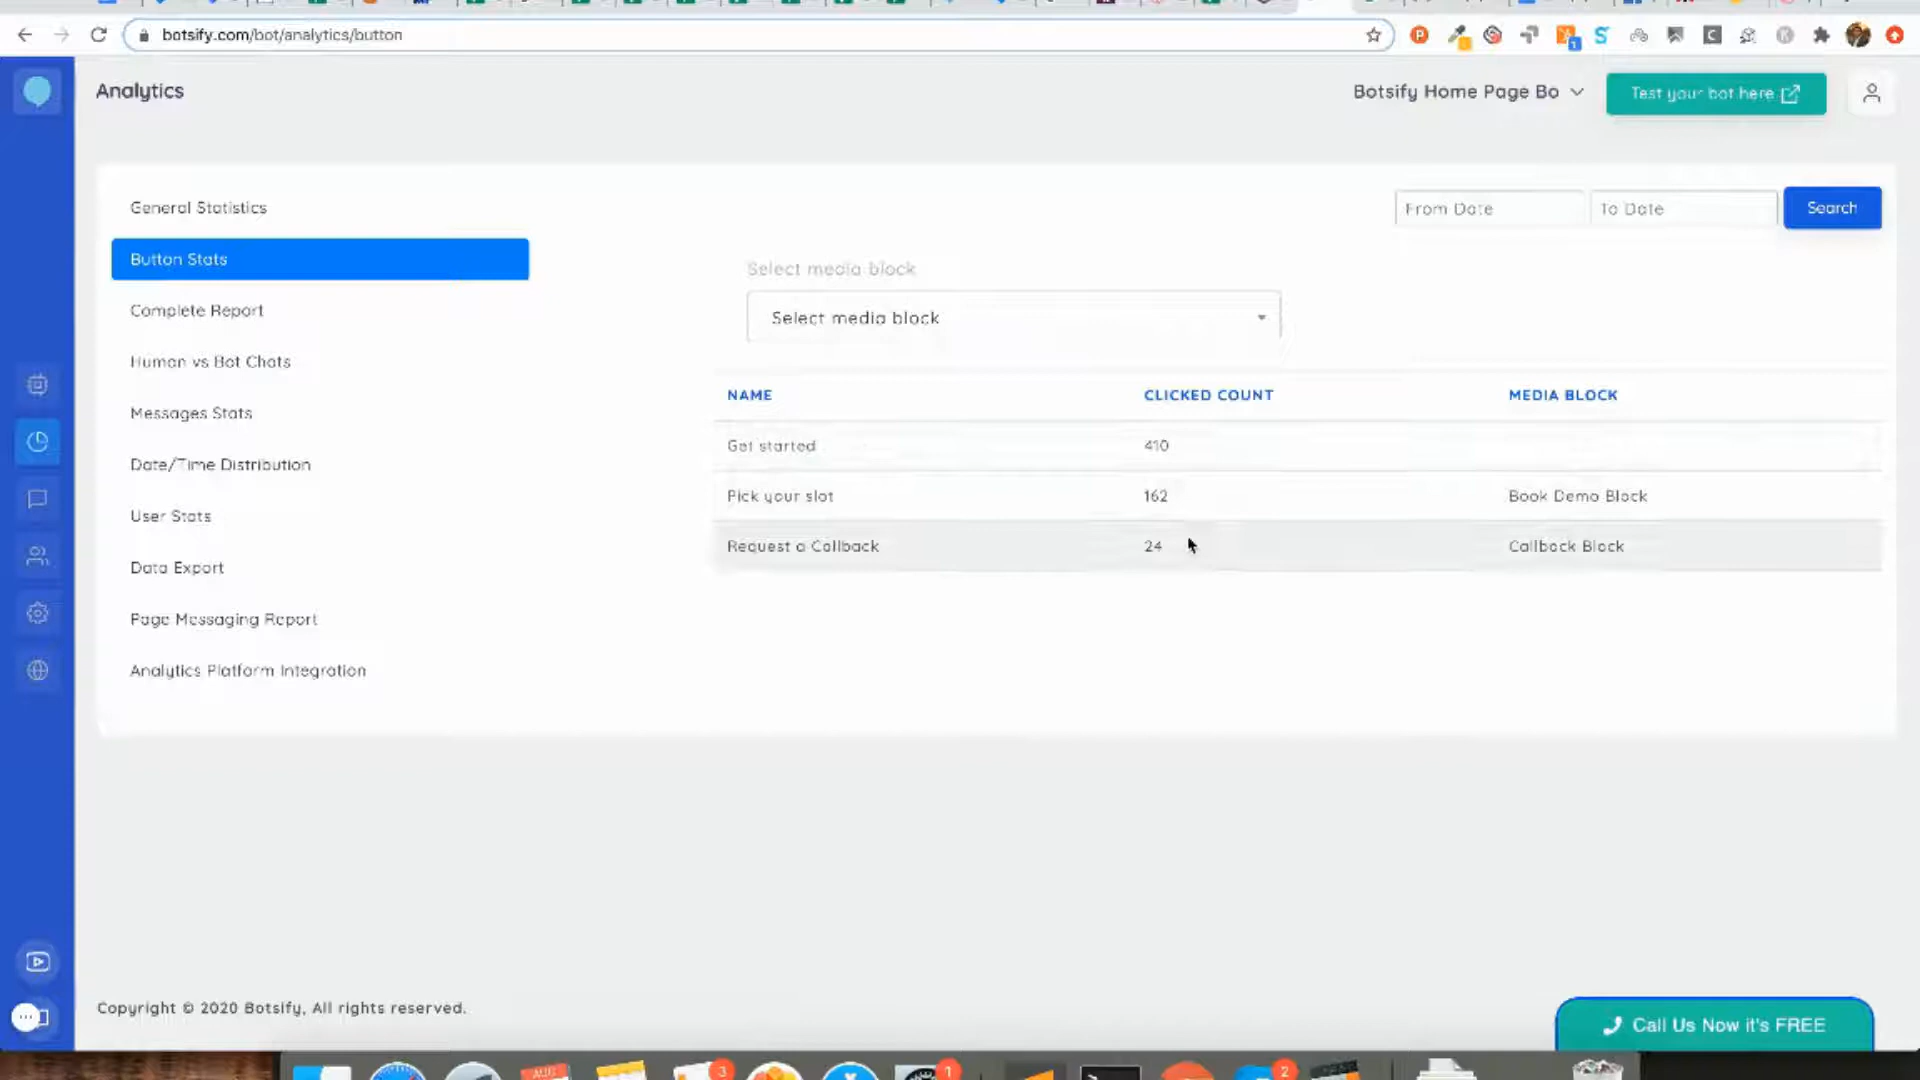 botsify.com/bot/analytics/button
Analytics
Botsify Home Page Bo
Test your bot here
General Statistics
From Date
To Date
Search
Button Stats
Select media block
Complete Report
Select media block
Human vs Bot Chats
NAME CLICKED COUNT MEDIA BLOCK
Messages Stats
Get started 410
Date/Time Distribution
Pick your slot 162 Book Demo Block
User Stats
Request a Callback 24 Callback Block
Data Export
Page Messaging Report
Analytics Platform Integration
Copyright © 2020 Botsify, All rights reserved.
Call Us Now it's FREE
AUG
3
1
2